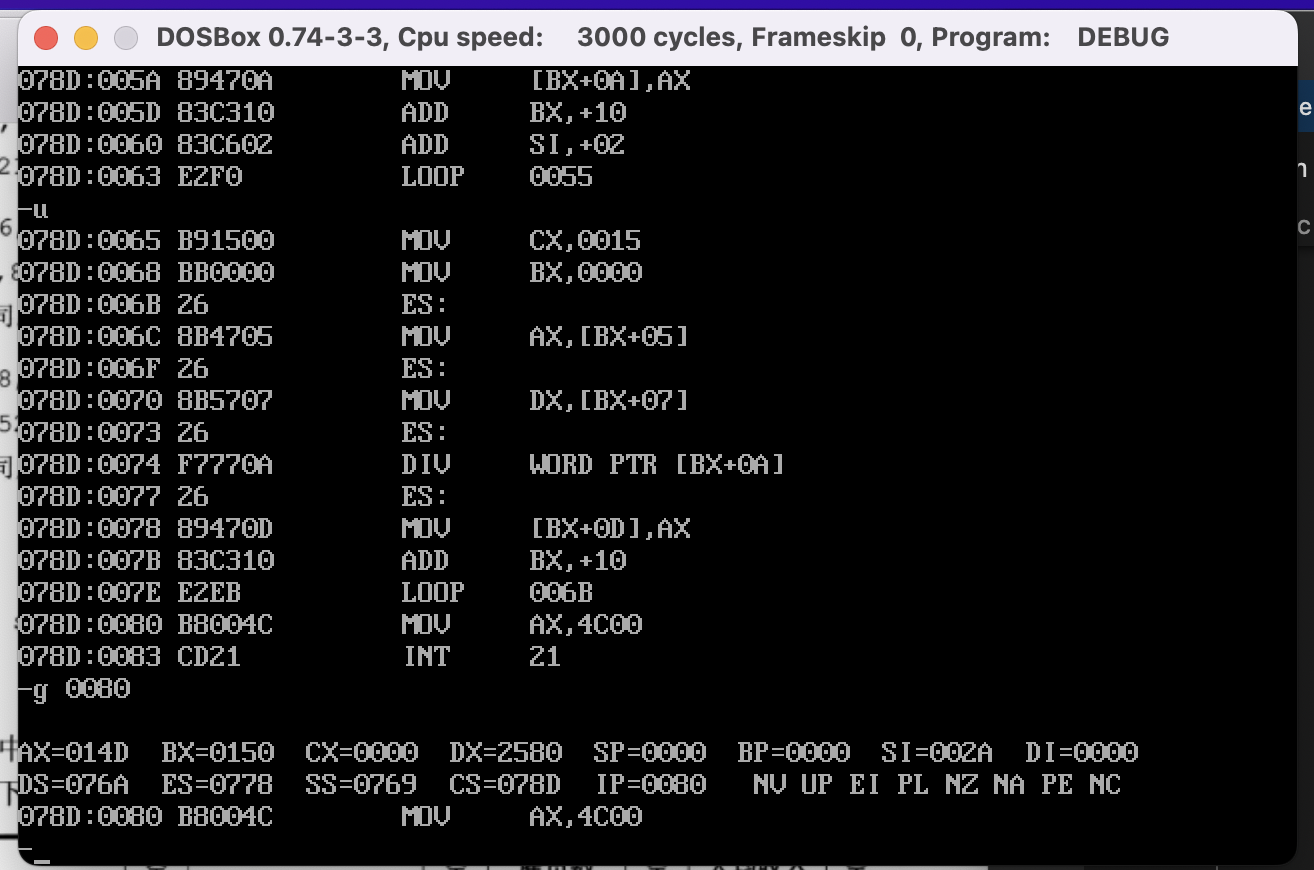 DOSBox 0.74-3-3, Cpu speed: 3000 cycles, Frameskip 0, Program: DEBUG
078D:005A 89470A MOV [BX+0A],AX
078D:005D 83C310 ADD BX,+10
078D:0060 83C602 ADD SI,+02
078D:0063 E2F0 LOOP 0055
-u
078D:0065 B91500 MOV CX,0015
078D:0068 BB0000 MOV BX,0000
078D:006B 26 ES:
078D:006C 8B4705 MOV AX,[BX+05]
078D:006F 26 ES:
078D:0070 8B5707 MOV DX,[BX+07]
078D:0073 26 ES:
078D:0074 F7770A DIV WORD PTR [BX+0A]
078D:0077 26 ES:
078D:0078 89470D MOV [BX+0D],AX
078D:007B 83C310 ADD BX,+10
078D:007E E2EB LOOP 006B
078D:0080 B8004C MOV AX,4C00
078D:0083 CD21 INT 21
-g 0080
AX=014D BX=0150 CX=0000 DX=2580 SP=0000 BP=0000 SI=002A DI=0000
DS=076A ES=0778 SS=0769 CS=078D IP=0080 NV UP EI PL NZ NA PE NC
078D:0080 B8004C MOV AX,4C00
-_